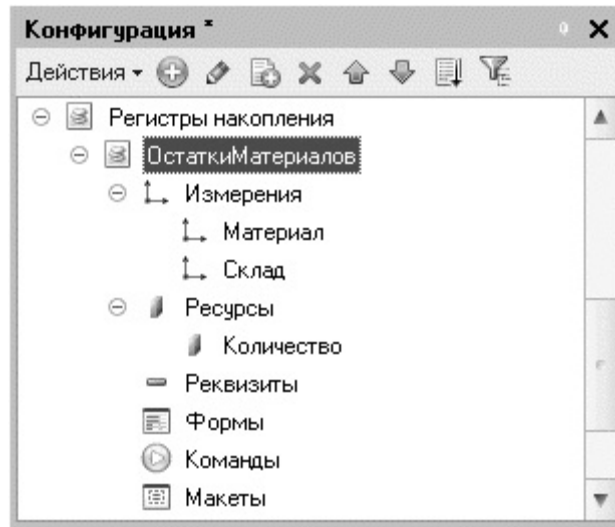 Конфигурация *
Действия
Регистры накопления
ОстаткиМатериалов
Измерения
Материал
Склад
Ресурсы
Количество
Реквизиты
Формы
Команды
Макеты